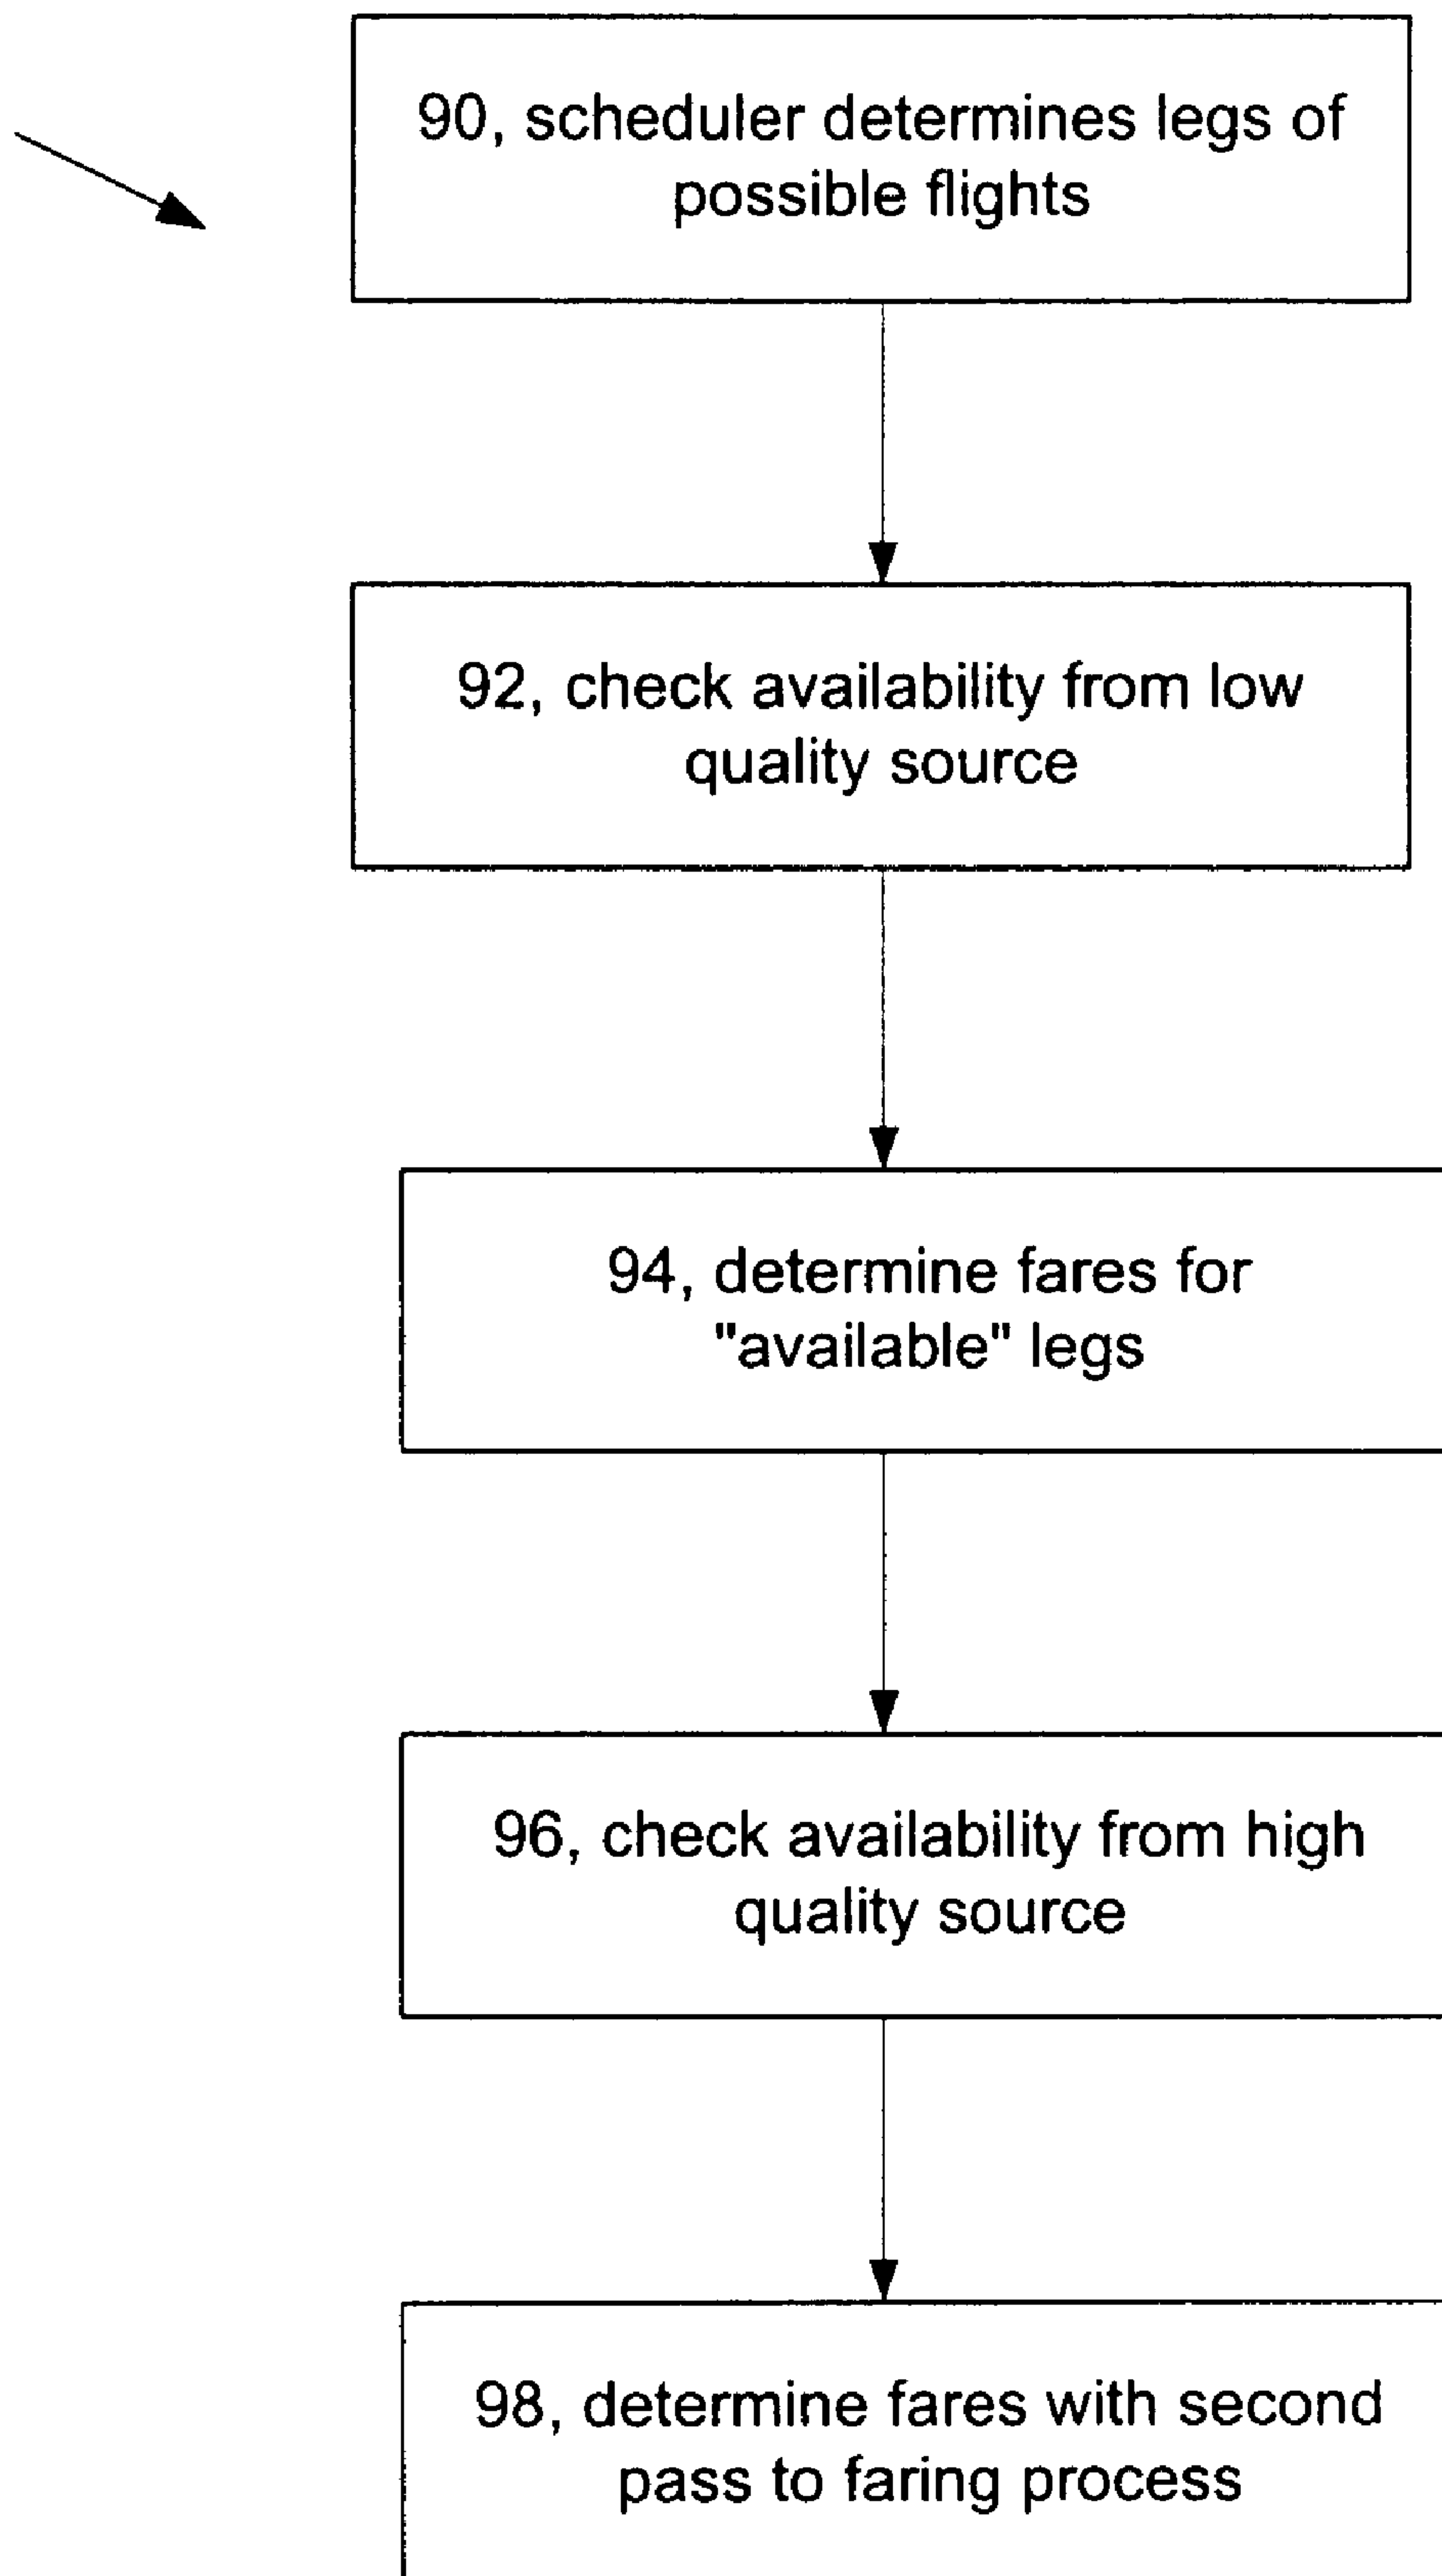 90, scheduler determines legs of
possible flights
92, check availability from low
quality source
94, determine fares for
"available" legs
96, check availability from high
quality source
98, determine fares with second
pass to faring process